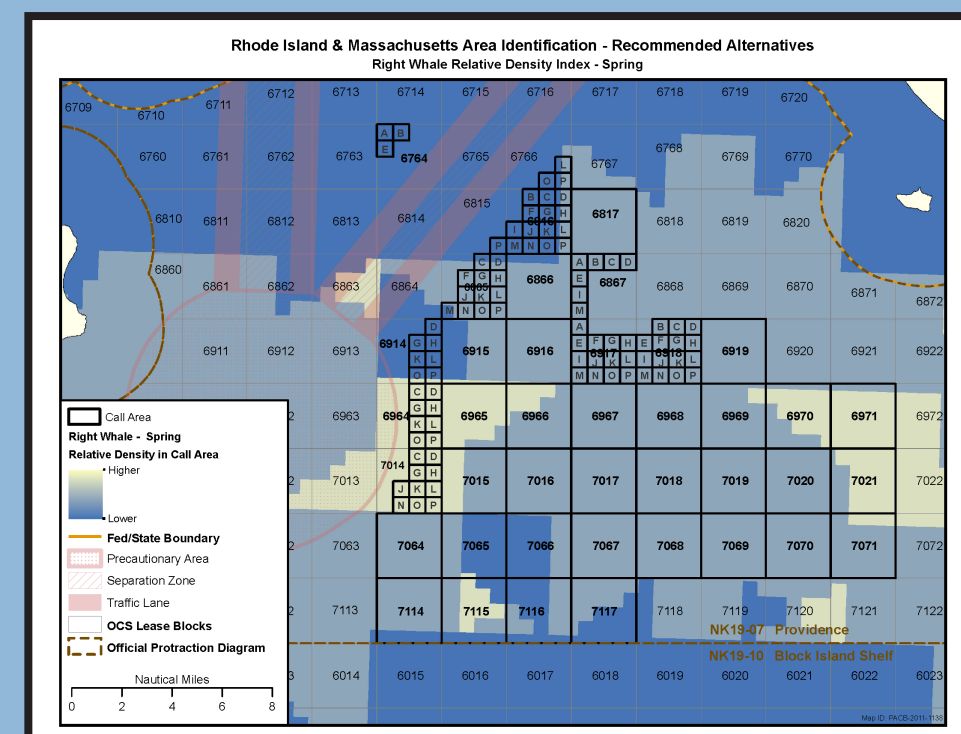 Rhode Island & Massachusetts Area Identification - Recommended Alternatives
Right Whale Relative Density Index - Spring
6709 6710 6711 6712 6713 6714 6715 6716 6717 6718 6719 6720
A B
E
6760 6761 6762 6763 6764 6765 6766 6767 6768 6769 6770
L
O P
B C D
F G H
I J K L
P M N O P
6810 6811 6812 6813 6814 6815 6816 6817 6818 6819 6820
C D A B C D
F G H E
J K L I
M N O P M
6860 6861 6862 6863 6864 6865 6866 6867 6868 6869 6870 6871 6872
D A B C D
G H E F G H E F G H
K L I J K L I J K L
O P M N O P M N O P
6911 6912 6913 6914 6915 6916 6917 6918 6919 6920 6921 6922
C D
G H
K L
O P
2 6963 6964 6965 6966 6967 6968 6969 6970 6971 6972
C D
G H
J K L
N O P
2 7013 7014 7015 7016 7017 7018 7019 7020 7021 7022
2 7063 7064 7065 7066 7067 7068 7069 7070 7071 7072
2 7113 7114 7115 7116 7117 7118 7119 7120 7121 7122
NK19-07 Providence
NK19-10 Block Island Shelf
3 6014 6015 6016 6017 6018 6019 6020 6021 6022 6023
Call Area
Right Whale - Spring
Relative Density in Call Area
Higher
Lower
Fed/State Boundary
Precautionary Area
Separation Zone
Traffic Lane
OCS Lease Blocks
Official Protraction Diagram
Nautical Miles
0 2 4 6 8
Map ID: PACB-2011-1138